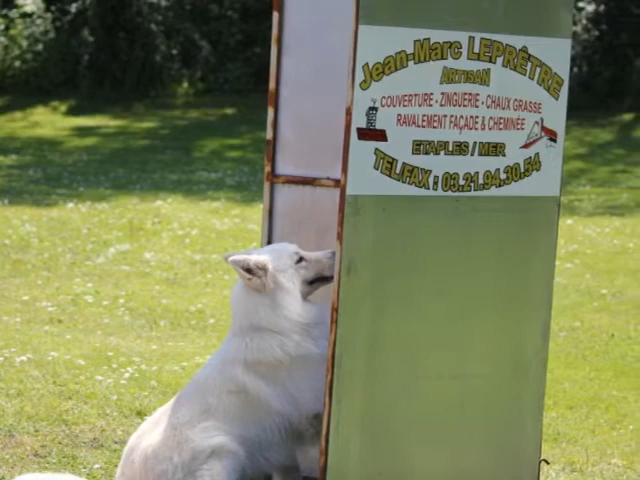 Jean-Marc LEPRÊTRE
ARTISAN
COUVERTURE - ZINGUERIE - CHAUX GRASSE
RAVALEMENT FAÇADE & CHEMINÉE
ETAPLES / MER
TEL/FAX : 03.21.94.30.54